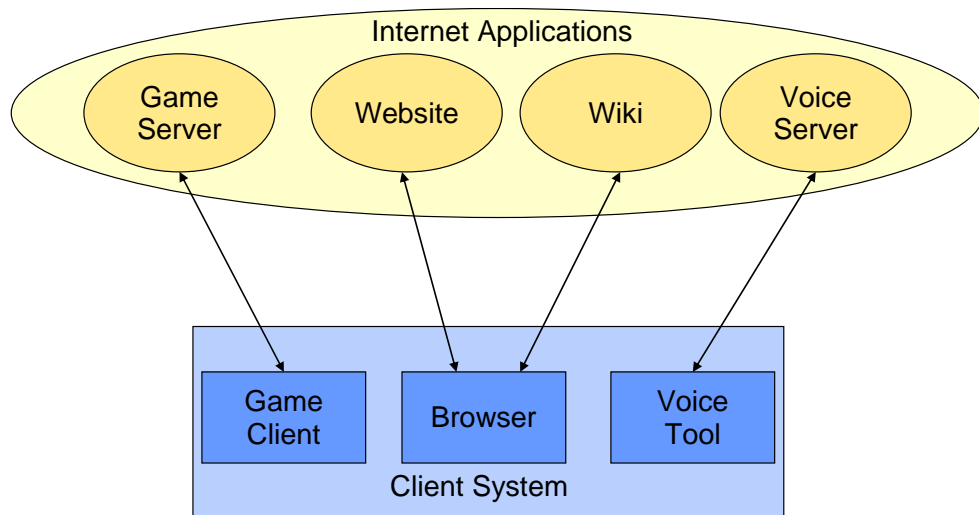 Internet Applications
Game
Server
Website
Wiki
Voice
Server
Game
Client
Browser
Voice
Tool
Client System